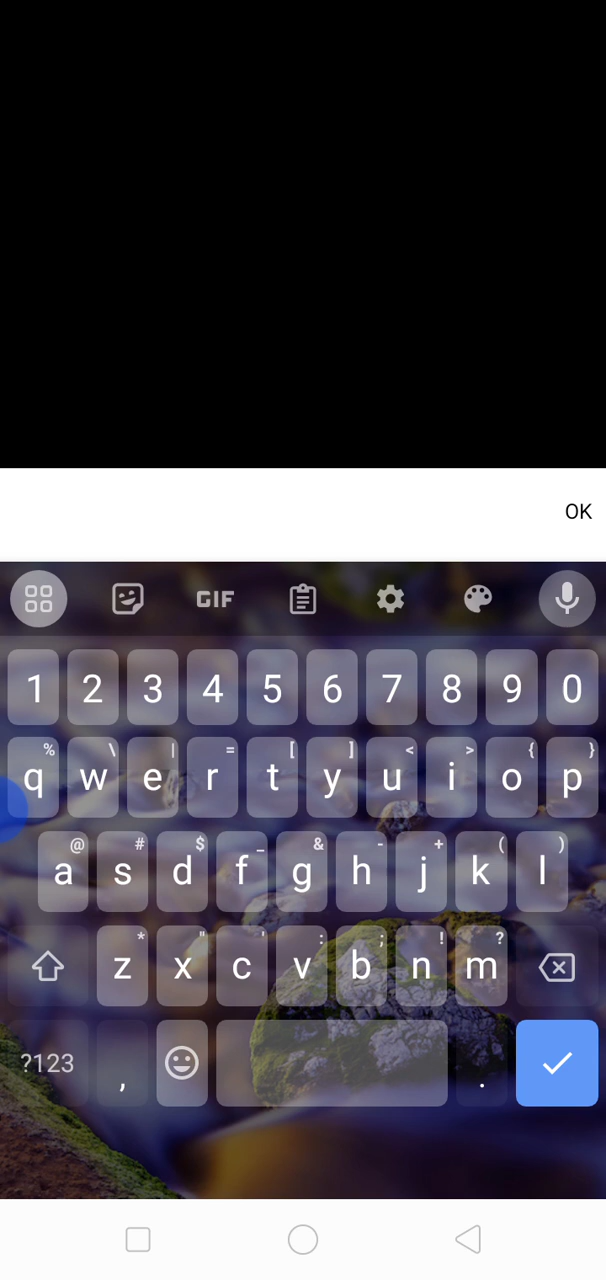 OK
GIF
1 2 3 4 5 6 7 8 9 0
% \ | = [ ] < > { }
q w e r t y u i o p
@ # $ _ & - + ( )
a s d f g h j k l
* " ' : ; ! ?
z x c v b n m
?123 , .